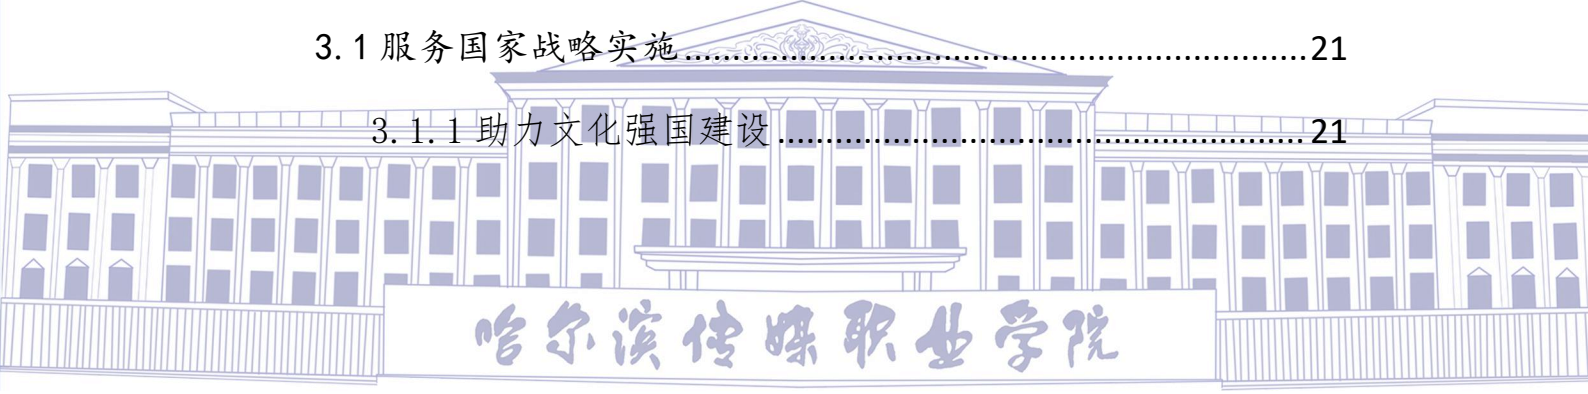 3.1服务国家战略实施....................................................................21
3.1.1助力文化强国建设.........................................................21
哈尔滨传媒职业学院